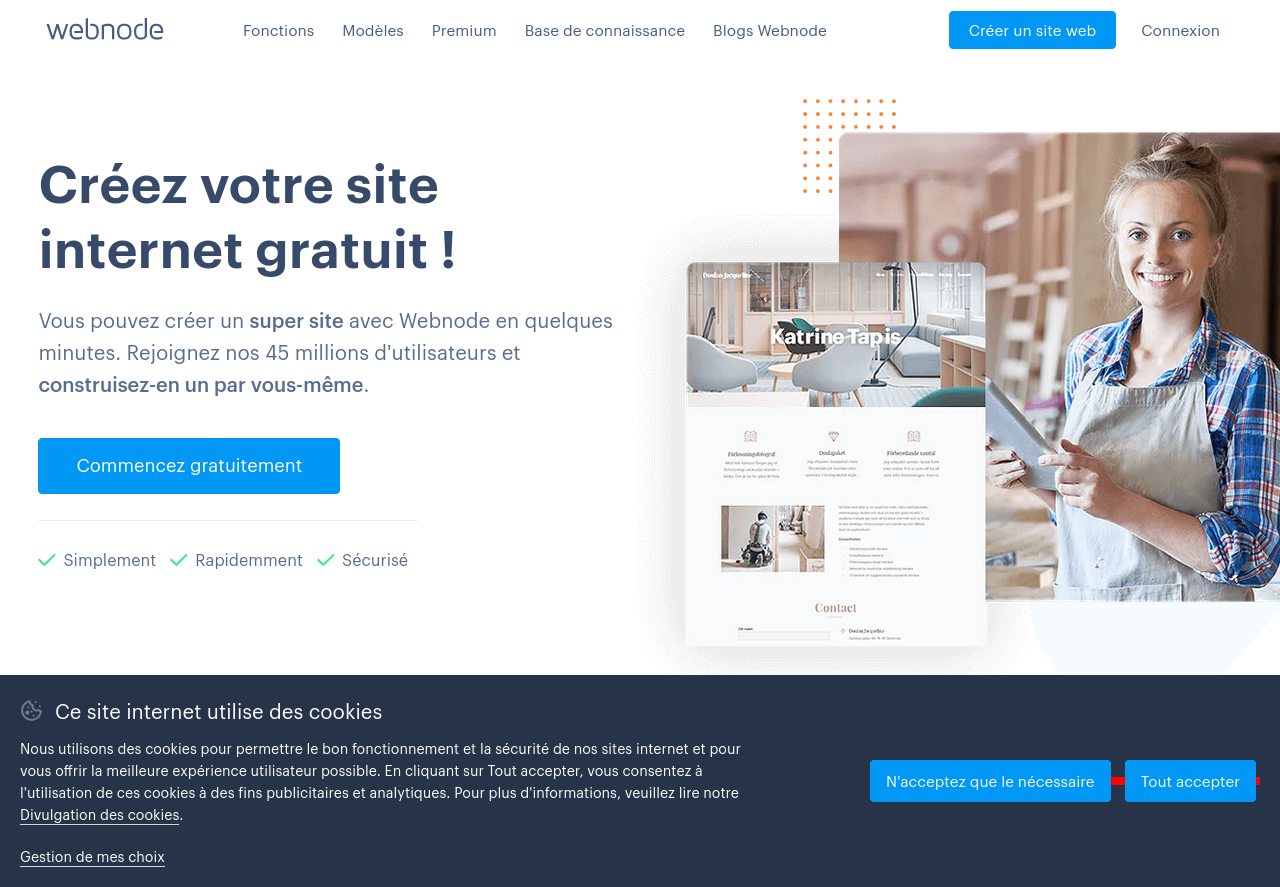 webnode
Fonctions
Modèles
Premium
Base de connaissance
Blogs Webnode
Créer un site web
Connexion
Créez votre site
internet gratuit !
Vous pouvez créer un super site avec Webnode en quelques
minutes. Rejoignez nos 45 millions d'utilisateurs et
construisez-en un par vous-même.
Commencez gratuitement
Simplement
Rapidemment
Sécurisé
Katrine Tapis
Contact
Ce site internet utilise des cookies
Nous utilisons des cookies pour permettre le bon fonctionnement et la sécurité de nos sites internet et pour
vous offrir la meilleure expérience utilisateur possible. En cliquant sur Tout accepter, vous consentez à
l'utilisation de ces cookies à des fins publicitaires et analytiques. Pour plus d'informations, veuillez lire notre
Divulgation des cookies.
Gestion de mes choix
N'acceptez que le nécessaire
Tout accepter